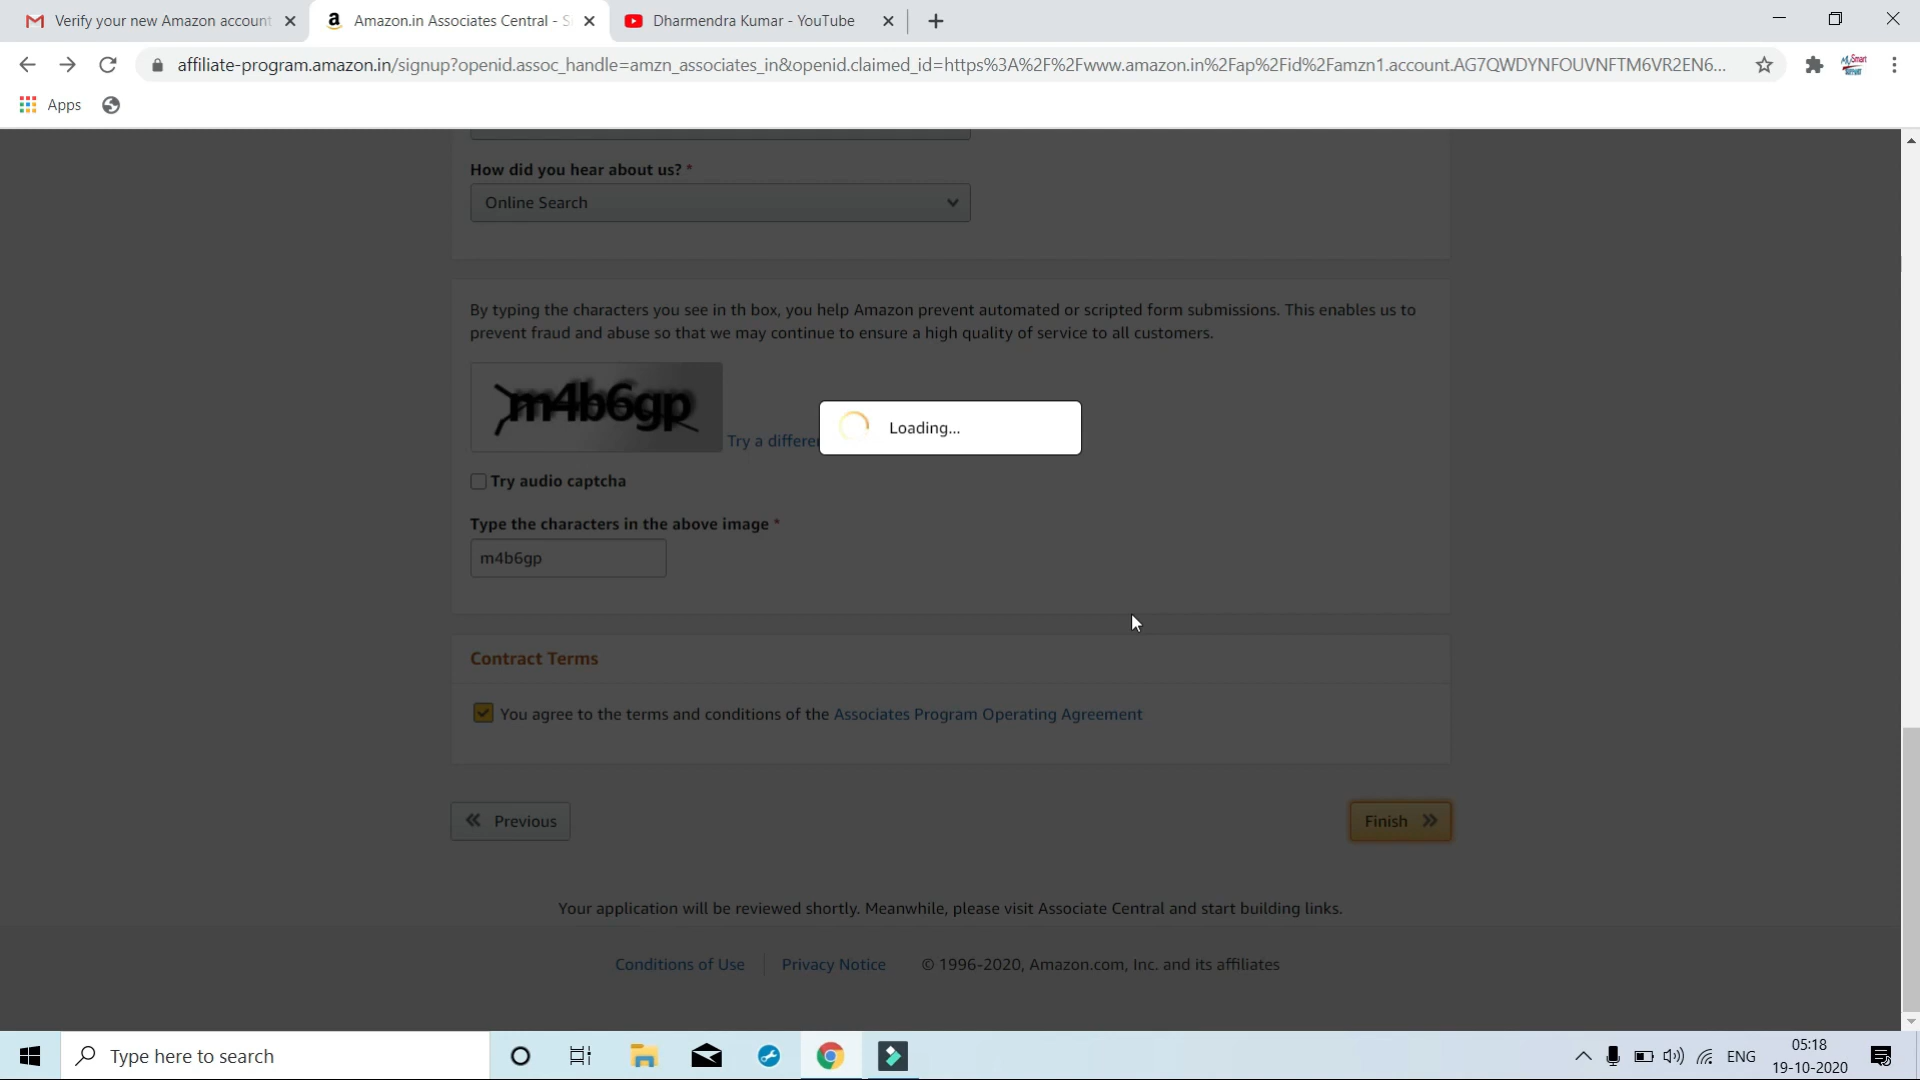 Verify your new Amazon account
Amazon.in Associates Central - S
Dharmendra Kumar - YouTube
affiliate-program.amazon.in/signup?openid.assoc_handle=amzn_associates_in&openid.claimed_id=https%3A%2F%2Fwww.amazon.in%2Fap%2Fid%2Famzn1.account.AG7QWDYNFOUVNFTM6VR2EN6...
Apps
How did you hear about us? *
Online Search
By typing the characters you see in th box, you help Amazon prevent automated or scripted form submissions. This enables us to
prevent fraud and abuse so that we may continue to ensure a high quality of service to all customers.
m4b6gp
Try a differe
Loading...
Try audio captcha
Type the characters in the above image *
m4b6gp
Contract Terms
You agree to the terms and conditions of the Associates Program Operating Agreement
Previous
Finish
Your application will be reviewed shortly. Meanwhile, please visit Associate Central and start building links.
Conditions of Use
Privacy Notice
© 1996-2020, Amazon.com, Inc. and its affiliates
Type here to search
ENG
05:18
19-10-2020